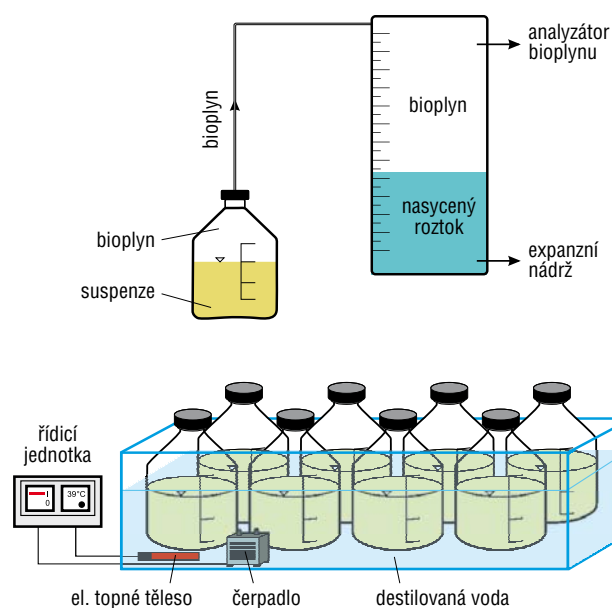 analyzátor
bioplynu
bioplyn
bioplyn
nasycený
roztok
bioplyn
expanzní
nádrž
suspenze
řídicí
jednotka
I
0
39°C
el. topné těleso
čerpadlo
destilovaná voda